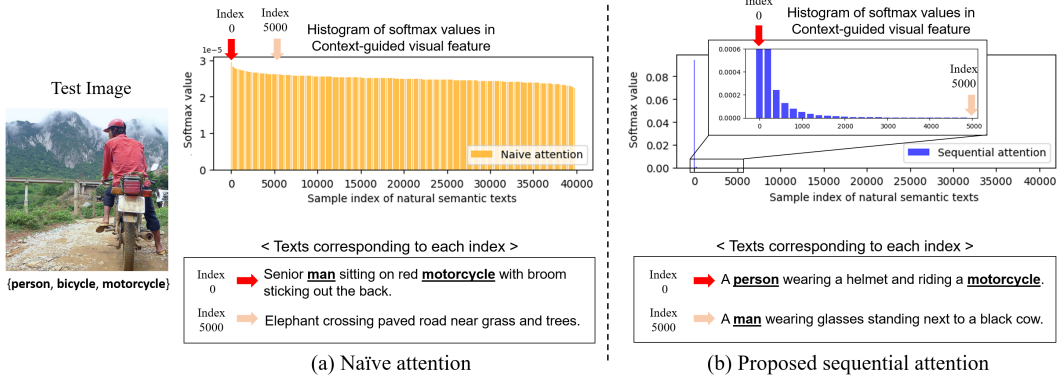 Test Image
{person, bicycle, motorcycle}
Index
0
Index
5000
Histogram of softmax values in
Context-guided visual feature
1e−5
3
2
1
0
Softmax value
Naive attention
0
5000
10000
15000
20000
25000
30000
35000
40000
Sample index of natural semantic texts
< Texts corresponding to each index >
Index
0
Senior man sitting on red motorcycle with broom
sticking out the back.
Index
5000
Elephant crossing paved road near grass and trees.
(a) Naïve attention
Index
0
Histogram of softmax values in
Context-guided visual feature
0.08
0.06
0.04
0.02
0.00
Softmax value
0.0006
0.0004
0.0002
0.0000
0
1000
2000
3000
4000
5000
Index
5000
Sequential attention
0
5000
10000
15000
20000
25000
30000
35000
40000
Sample index of natural semantic texts
< Texts corresponding to each index >
Index
0
A person wearing a helmet and riding a motorcycle.
Index
5000
A man wearing glasses standing next to a black cow.
(b) Proposed sequential attention